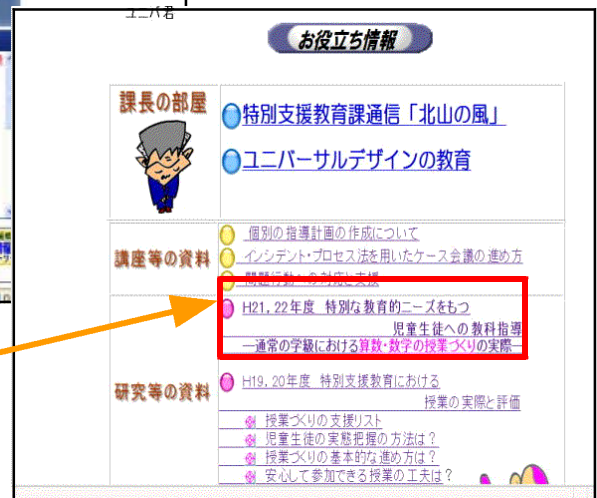 ユニバ君
お役立ち情報
課長の部屋
特別支援教育課通信「北山の風」
ユニバーサルデザインの教育
講座等の資料
個別の指導計画の作成について
インシデント・プロセス法を用いたケース会議の進め方
問題行動への対応と支援
研究等の資料
H21,22年度 特別な教育的ニーズをもつ
児童生徒への教科指導
―通常の学級における算数・数学の授業づくりの実際―
H19,20年度 特別支援教育における
授業の実際と評価
授業づくりの支援リスト
児童生徒の実態把握の方法は？
授業づくりの基本的な進め方は？
安心して参加できる授業の工夫は？